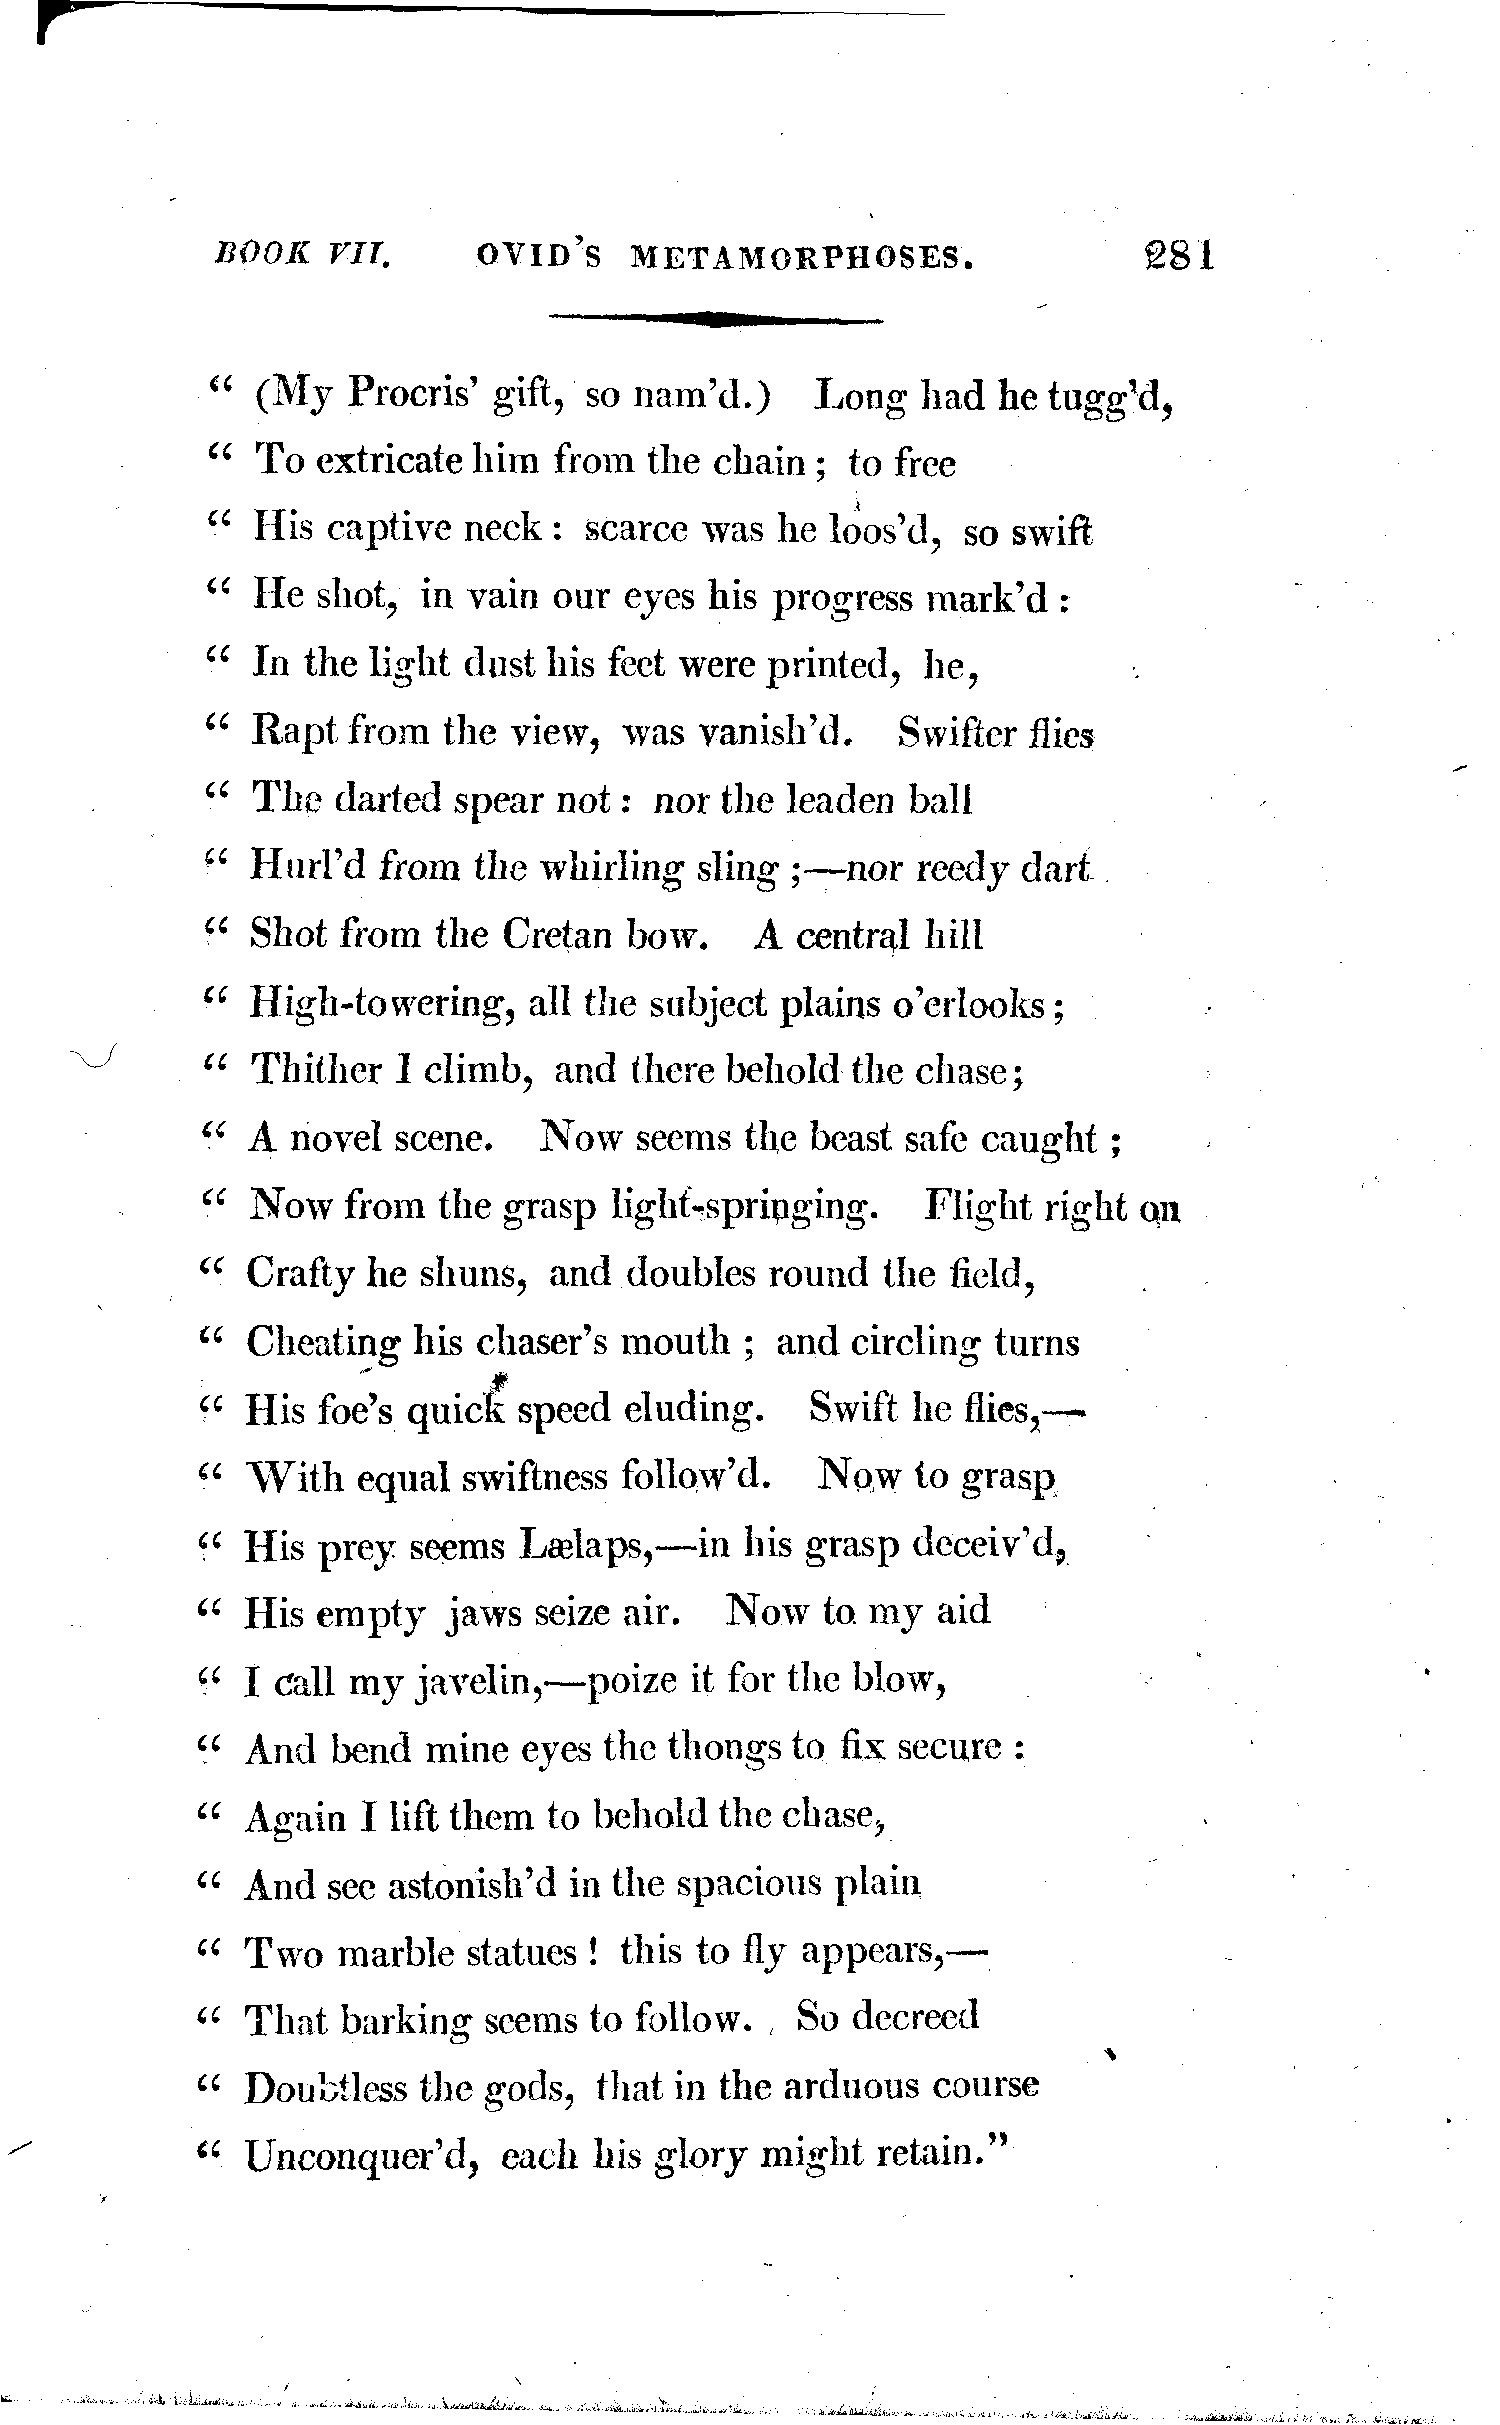 BOOK VII. OVID'S METAMORPHOSES. 281
“ (My Procris' gift, so nam'd.) Long had he tugg'd,
“ To extricate him from the chain ; to free
“ His captive neck : scarce was he loos'd, so swift
“ He shot, in vain our eyes his progress mark'd :
“ In the light dust his feet were printed, he,
“ Rapt from the view, was vanish'd. Swifter flies
“ The darted spear not : nor the leaden ball
“ Hurl'd from the whirling sling ;—nor reedy dart
“ Shot from the Cretan bow. A central hill
“ High-towering, all the subject plains o'erlooks ;
“ Thither I climb, and there behold the chase;
“ A novel scene. Now seems the beast safe caught ;
“ Now from the grasp light-springing. Flight right on
“ Crafty he shuns, and doubles round the field,
“ Cheating his chaser's mouth ; and circling turns
“ His foe's quick speed eluding. Swift he flies,—
“ With equal swiftness follow'd. Now to grasp
“ His prey seems Lælaps,—in his grasp deceiv'd,
“ His empty jaws seize air. Now to my aid
“ I call my javelin,—poize it for the blow,
“ And bend mine eyes the thongs to fix secure :
“ Again I lift them to behold the chase,
“ And see astonish'd in the spacious plain
“ Two marble statues ! this to fly appears,—
“ That barking seems to follow. So decreed
“ Doubtless the gods, that in the arduous course
“ Unconquer'd, each his glory might retain.”